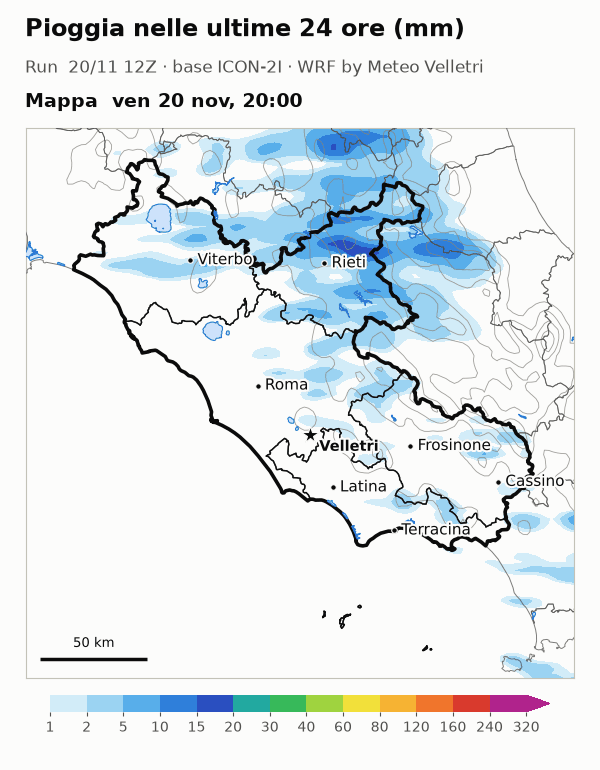 Pioggia nelle ultime 24 ore (mm)
Run 20/11 12Z · base ICON-2I · WRF by Meteo Velletri
Mappa ven 20 nov, 20:00
Viterbo
Rieti
Roma
Velletri
Frosinone
Latina
Cassino
Terracina
50 km
1 2 5 10 15 20 30 40 60 80 120 160 240 320